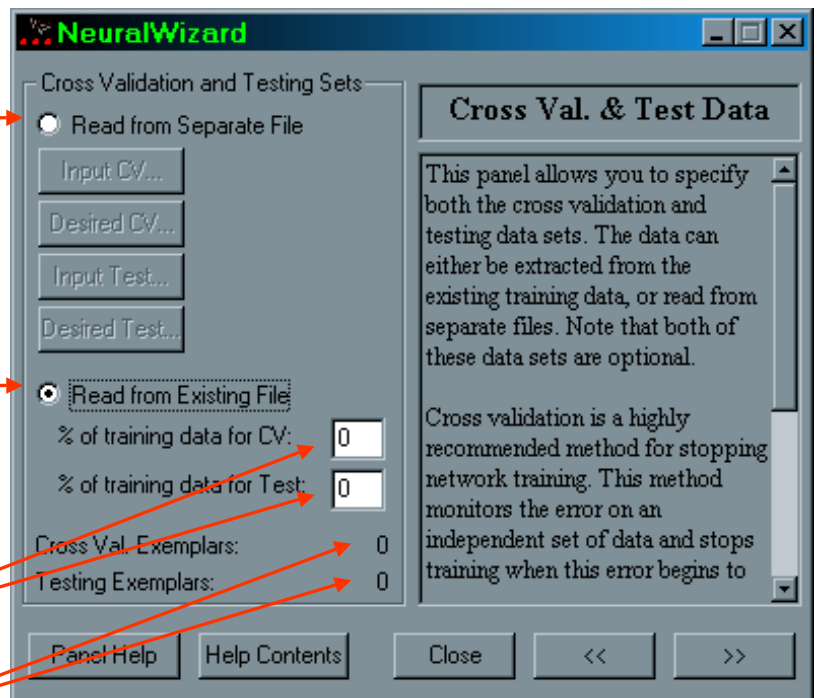 NeuralWizard
Cross Validation and Testing Sets
Read from Separate File
Input CV...
Desired CV...
Input Test...
Desired Test...
Read from Existing File
% of training data for CV: 0
% of training data for Test: 0
Cross Val. Exemplars: 0
Testing Exemplars: 0
Cross Val. & Test Data
This panel allows you to specify
both the cross validation and
testing data sets. The data can
either be extracted from the
existing training data, or read from
separate files. Note that both of
these data sets are optional.
Cross validation is a highly
recommended method for stopping
network training. This method
monitors the error on an
independent set of data and stops
training when this error begins to
Panel Help
Help Contents
Close
<<
>>